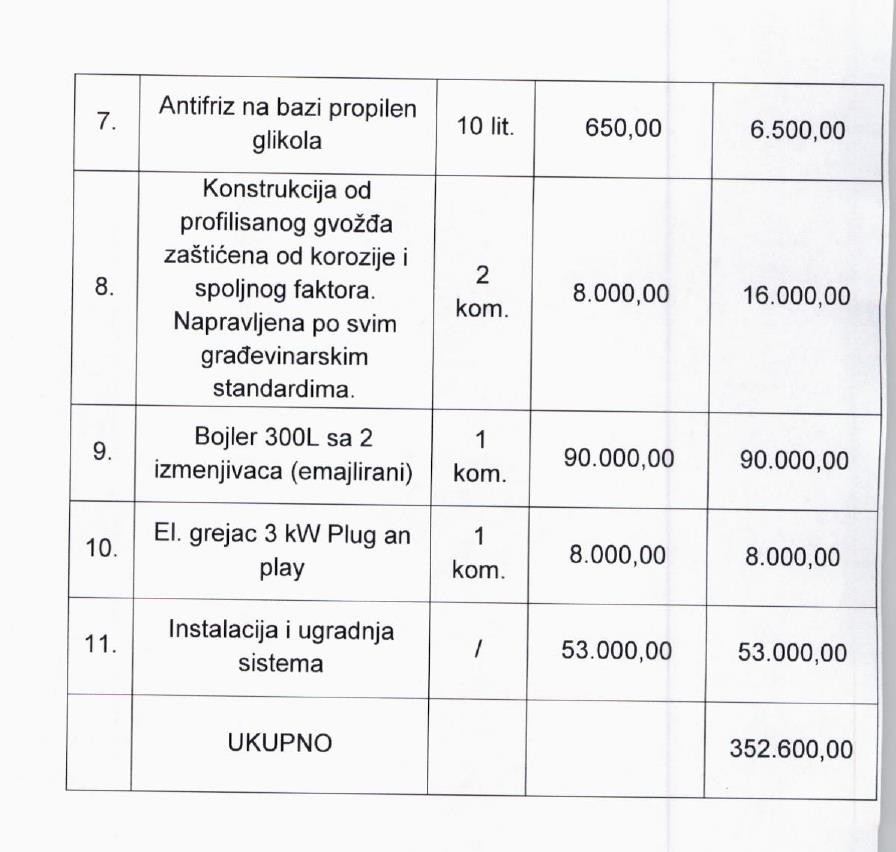 7.
Antifriz na bazi propilen
glikola
10 lit.
650,00
6.500,00
8.
Konstrukcija od
profilisanog gvožđa
zaštićena od korozije i
spoljnog faktora.
Napravljena po svim
građevinarskim
standardima.
2
kom.
8.000,00
16.000,00
9.
Bojler 300L sa 2
izmenjivaca (emajlirani)
1
kom.
90.000,00
90.000,00
10.
El. grejac 3 kW Plug an
play
1
kom.
8.000,00
8.000,00
11.
Instalacija i ugradnja
sistema
/
53.000,00
53.000,00
UKUPNO
352.600,00